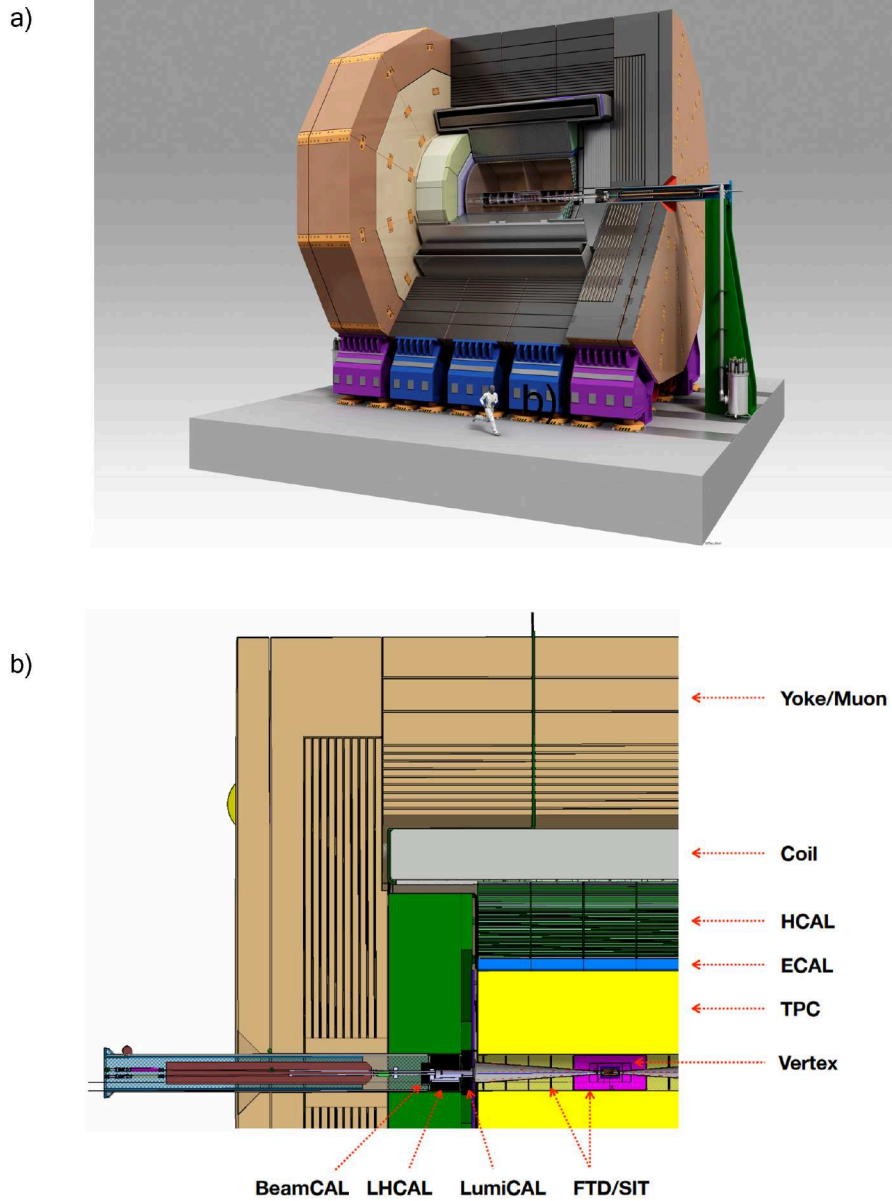 a)
b)
b)
Yoke/Muon
Coil
HCAL
ECAL
TPC
Vertex
BeamCAL LHCAL LumiCAL FTD/SIT